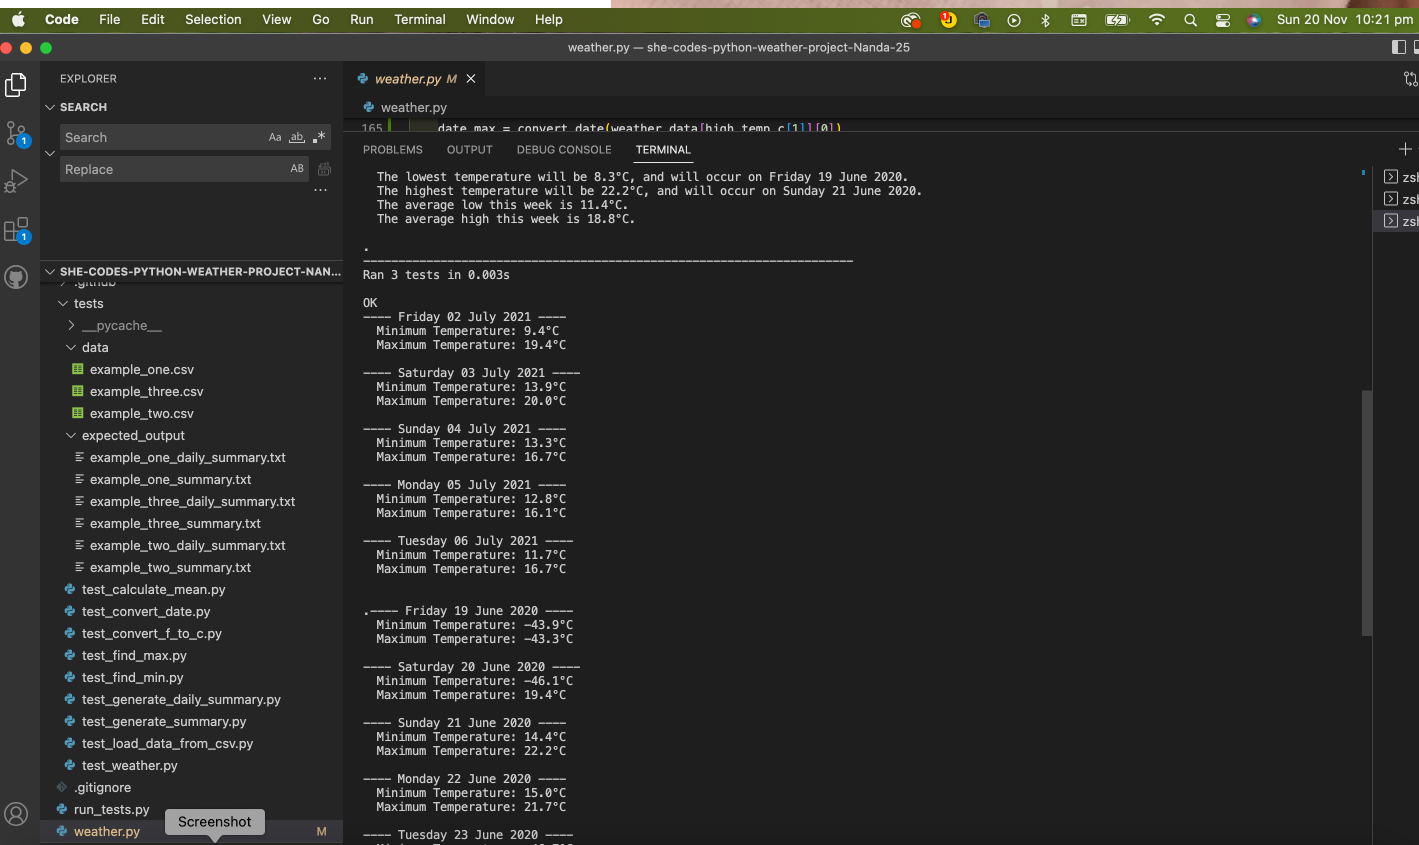 Code File Edit Selection View Go Run Terminal Window Help 1 Sun 20 Nov 10:21 pm
weather.py — she-codes-python-weather-project-Nanda-25
EXPLORER
SEARCH
Search Aa ab
Replace AB
1
1
SHE-CODES-PYTHON-WEATHER-PROJECT-NAN...
.github
tests
__pycache__
data
example_one.csv
example_three.csv
example_two.csv
expected_output
example_one_daily_summary.txt
example_one_summary.txt
example_three_daily_summary.txt
example_three_summary.txt
example_two_daily_summary.txt
example_two_summary.txt
test_calculate_mean.py
test_convert_date.py
test_convert_f_to_c.py
test_find_max.py
test_find_min.py
test_generate_daily_summary.py
test_generate_summary.py
test_load_data_from_csv.py
test_weather.py
.gitignore
run_tests.py
weather.py M
Screenshot
weather.py M
weather.py
165 date_max = convert_date(weather_data[high_temp_c[1]][0])
PROBLEMS OUTPUT DEBUG CONSOLE TERMINAL
The lowest temperature will be 8.3°C, and will occur on Friday 19 June 2020.
The highest temperature will be 22.2°C, and will occur on Sunday 21 June 2020.
The average low this week is 11.4°C.
The average high this week is 18.8°C.
.
----------------------------------------------------------------------
Ran 3 tests in 0.003s
OK
---- Friday 02 July 2021 ----
Minimum Temperature: 9.4°C
Maximum Temperature: 19.4°C
---- Saturday 03 July 2021 ----
Minimum Temperature: 13.9°C
Maximum Temperature: 20.0°C
---- Sunday 04 July 2021 ----
Minimum Temperature: 13.3°C
Maximum Temperature: 16.7°C
---- Monday 05 July 2021 ----
Minimum Temperature: 12.8°C
Maximum Temperature: 16.1°C
---- Tuesday 06 July 2021 ----
Minimum Temperature: 11.7°C
Maximum Temperature: 16.7°C
.---- Friday 19 June 2020 ----
Minimum Temperature: -43.9°C
Maximum Temperature: -43.3°C
---- Saturday 20 June 2020 ----
Minimum Temperature: -46.1°C
Maximum Temperature: 19.4°C
---- Sunday 21 June 2020 ----
Minimum Temperature: 14.4°C
Maximum Temperature: 22.2°C
---- Monday 22 June 2020 ----
Minimum Temperature: 15.0°C
Maximum Temperature: 21.7°C
---- Tuesday 23 June 2020 ----
zsh
zsh
zsh